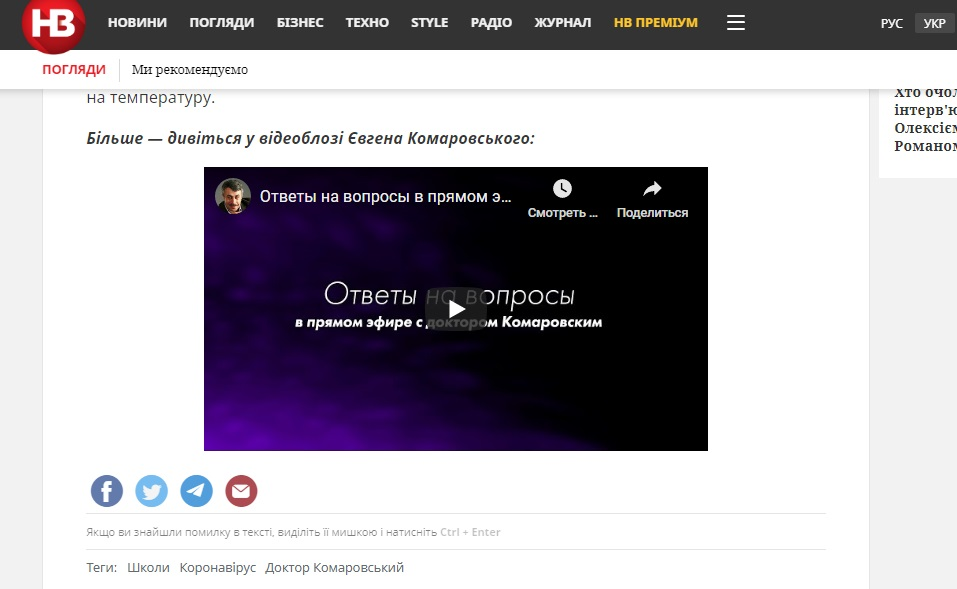 НВ
НОВИНИ ПОГЛЯДИ БІЗНЕС ТЕХНО STYLE РАДІО ЖУРНАЛ НВ ПРЕМІУМ РУС УКР
ПОГЛЯДИ Ми рекомендуємо
на температуру.
Більше — дивіться у відеоблозі Євгена Комаровського:
Ответы на вопросы в прямом э...
Смотреть ... Поделиться
Ответы на вопросы
в прямом эфире с доктором Комаровским
Якщо ви знайшли помилку в тексті, виділіть її мишкою і натисніть Ctrl + Enter
Теги: Школи Коронавірус Доктор Комаровський
Хто очол
інтерв'ю
Олексієм
Романом